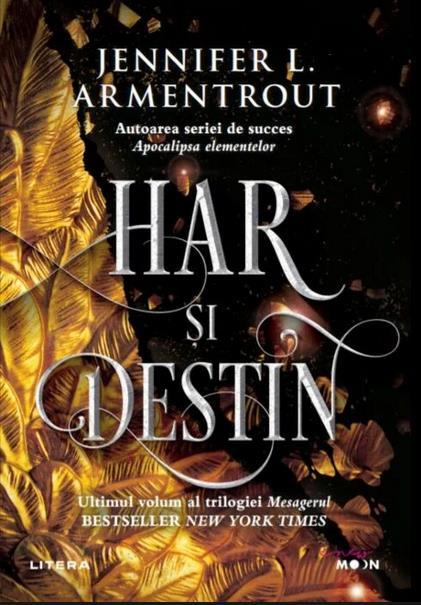 JENNIFER L.
ARMENTROUT
Autoarea seriei de succes
Apocalipsa elementelor
HAR
ȘI
DESTIN
Ultimul volum al trilogiei Mesagerul
BESTSELLER NEW YORK TIMES
LITERA
MOON